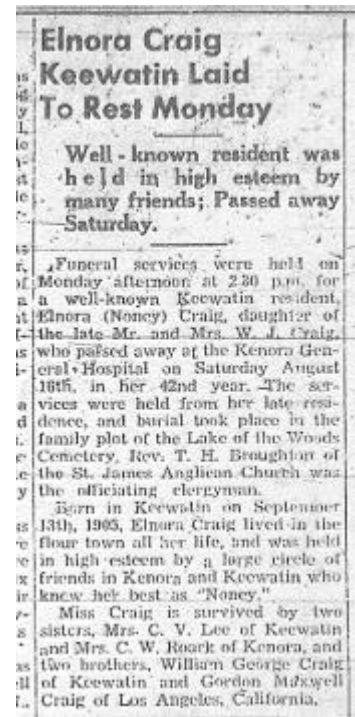 Elnora Craig
Keewatin Laid
To Rest Monday
Well - known resident was
held in high esteem by
many friends; Passed away
Saturday.
Funeral services were held on
Monday afternoon at 2.30 p.m. for
a well-known Keewatin resident,
Elnora (Noney) Craig, daughter of
the late Mr. and Mrs. W. J. Craig,
who passed away at the Kenora Gen-
eral Hospital on Saturday August
16th, in her 42nd year. The ser-
vices were held from her late resi-
dence, and burial took place in the
family plot of the Lake of the Woods
Cemetery, Rev. T. H. Broughton of
the St. James Anglican Church was
the officiating clergyman.
Born in Keewatin on September
13th, 1905, Elnora Craig lived in the
flour town all her life, and was held
in high esteem by a large circle of
friends in Kenora and Keewatin who
knew her best as "Noney."
Miss Craig is survived by two
sisters, Mrs. C. V. Lee of Keewatin
and Mrs. C. W. Roark of Kenora, and
two brothers, William George Craig
of Keewatin and Gordon Maxwell
Craig of Los Angeles, California.